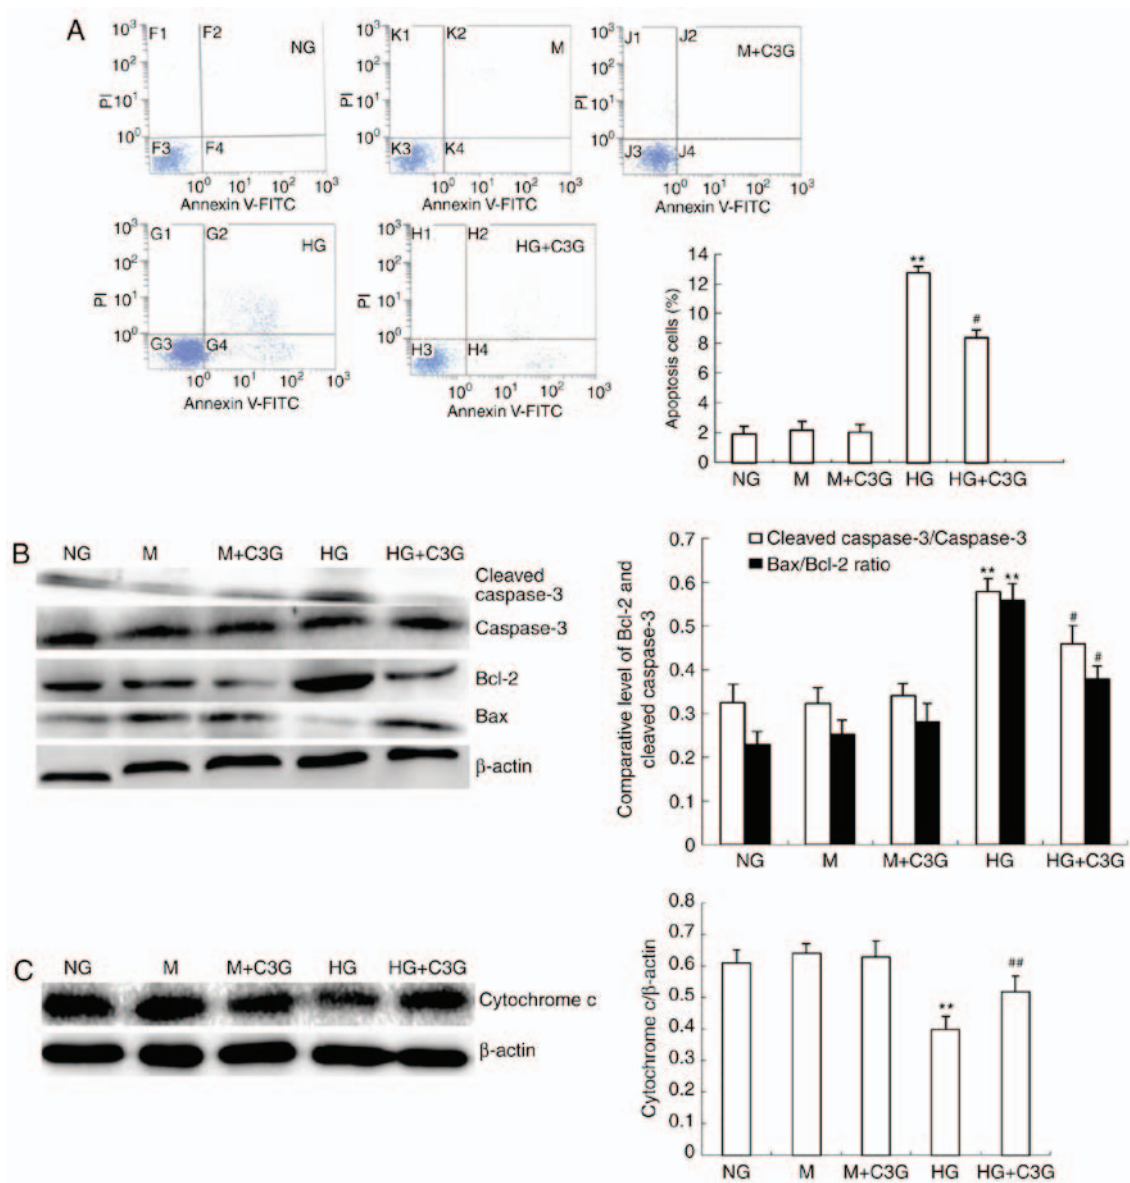 A
10³ F1 F2 NG
10²
PI
10¹
10⁰
F3 F4
10⁰ 10¹ 10² 10³
Annexin V-FITC
10³ K1 K2 M
10²
PI
10¹
10⁰
K3 K4
10⁰ 10¹ 10² 10³
Annexin V-FITC
10³ J1 J2 M+C3G
10²
PI
10¹
10⁰
J3 J4
10⁰ 10¹ 10² 10³
Annexin V-FITC
10³ G1 G2 HG
10²
PI
10¹
10⁰
G3 G4
10⁰ 10¹ 10² 10³
Annexin V-FITC
10³ H1 H2 HG+C3G
10²
PI
10¹
10⁰
H3 H4
10⁰ 10¹ 10² 10³
Annexin V-FITC
Apoptosis cells (%)
14
12
10
8
6
4
2
0
** #
NG M M+C3G HG HG+C3G
B
NG M M+C3G HG HG+C3G
Cleaved
caspase-3
Caspase-3
Bcl-2
Bax
β-actin
Comparative level of Bcl-2 and
cleaved caspase-3
0.7
0.6
0.5
0.4
0.3
0.2
0.1
0
Cleaved caspase-3/Caspase-3
Bax/Bcl-2 ratio
** ** # #
NG M M+C3G HG HG+C3G
C
NG M M+C3G HG HG+C3G
Cytochrome c
β-actin
Cytochrome c/β-actin
0.8
0.7
0.6
0.5
0.4
0.3
0.2
0.1
0
** ##
NG M M+C3G HG HG+C3G